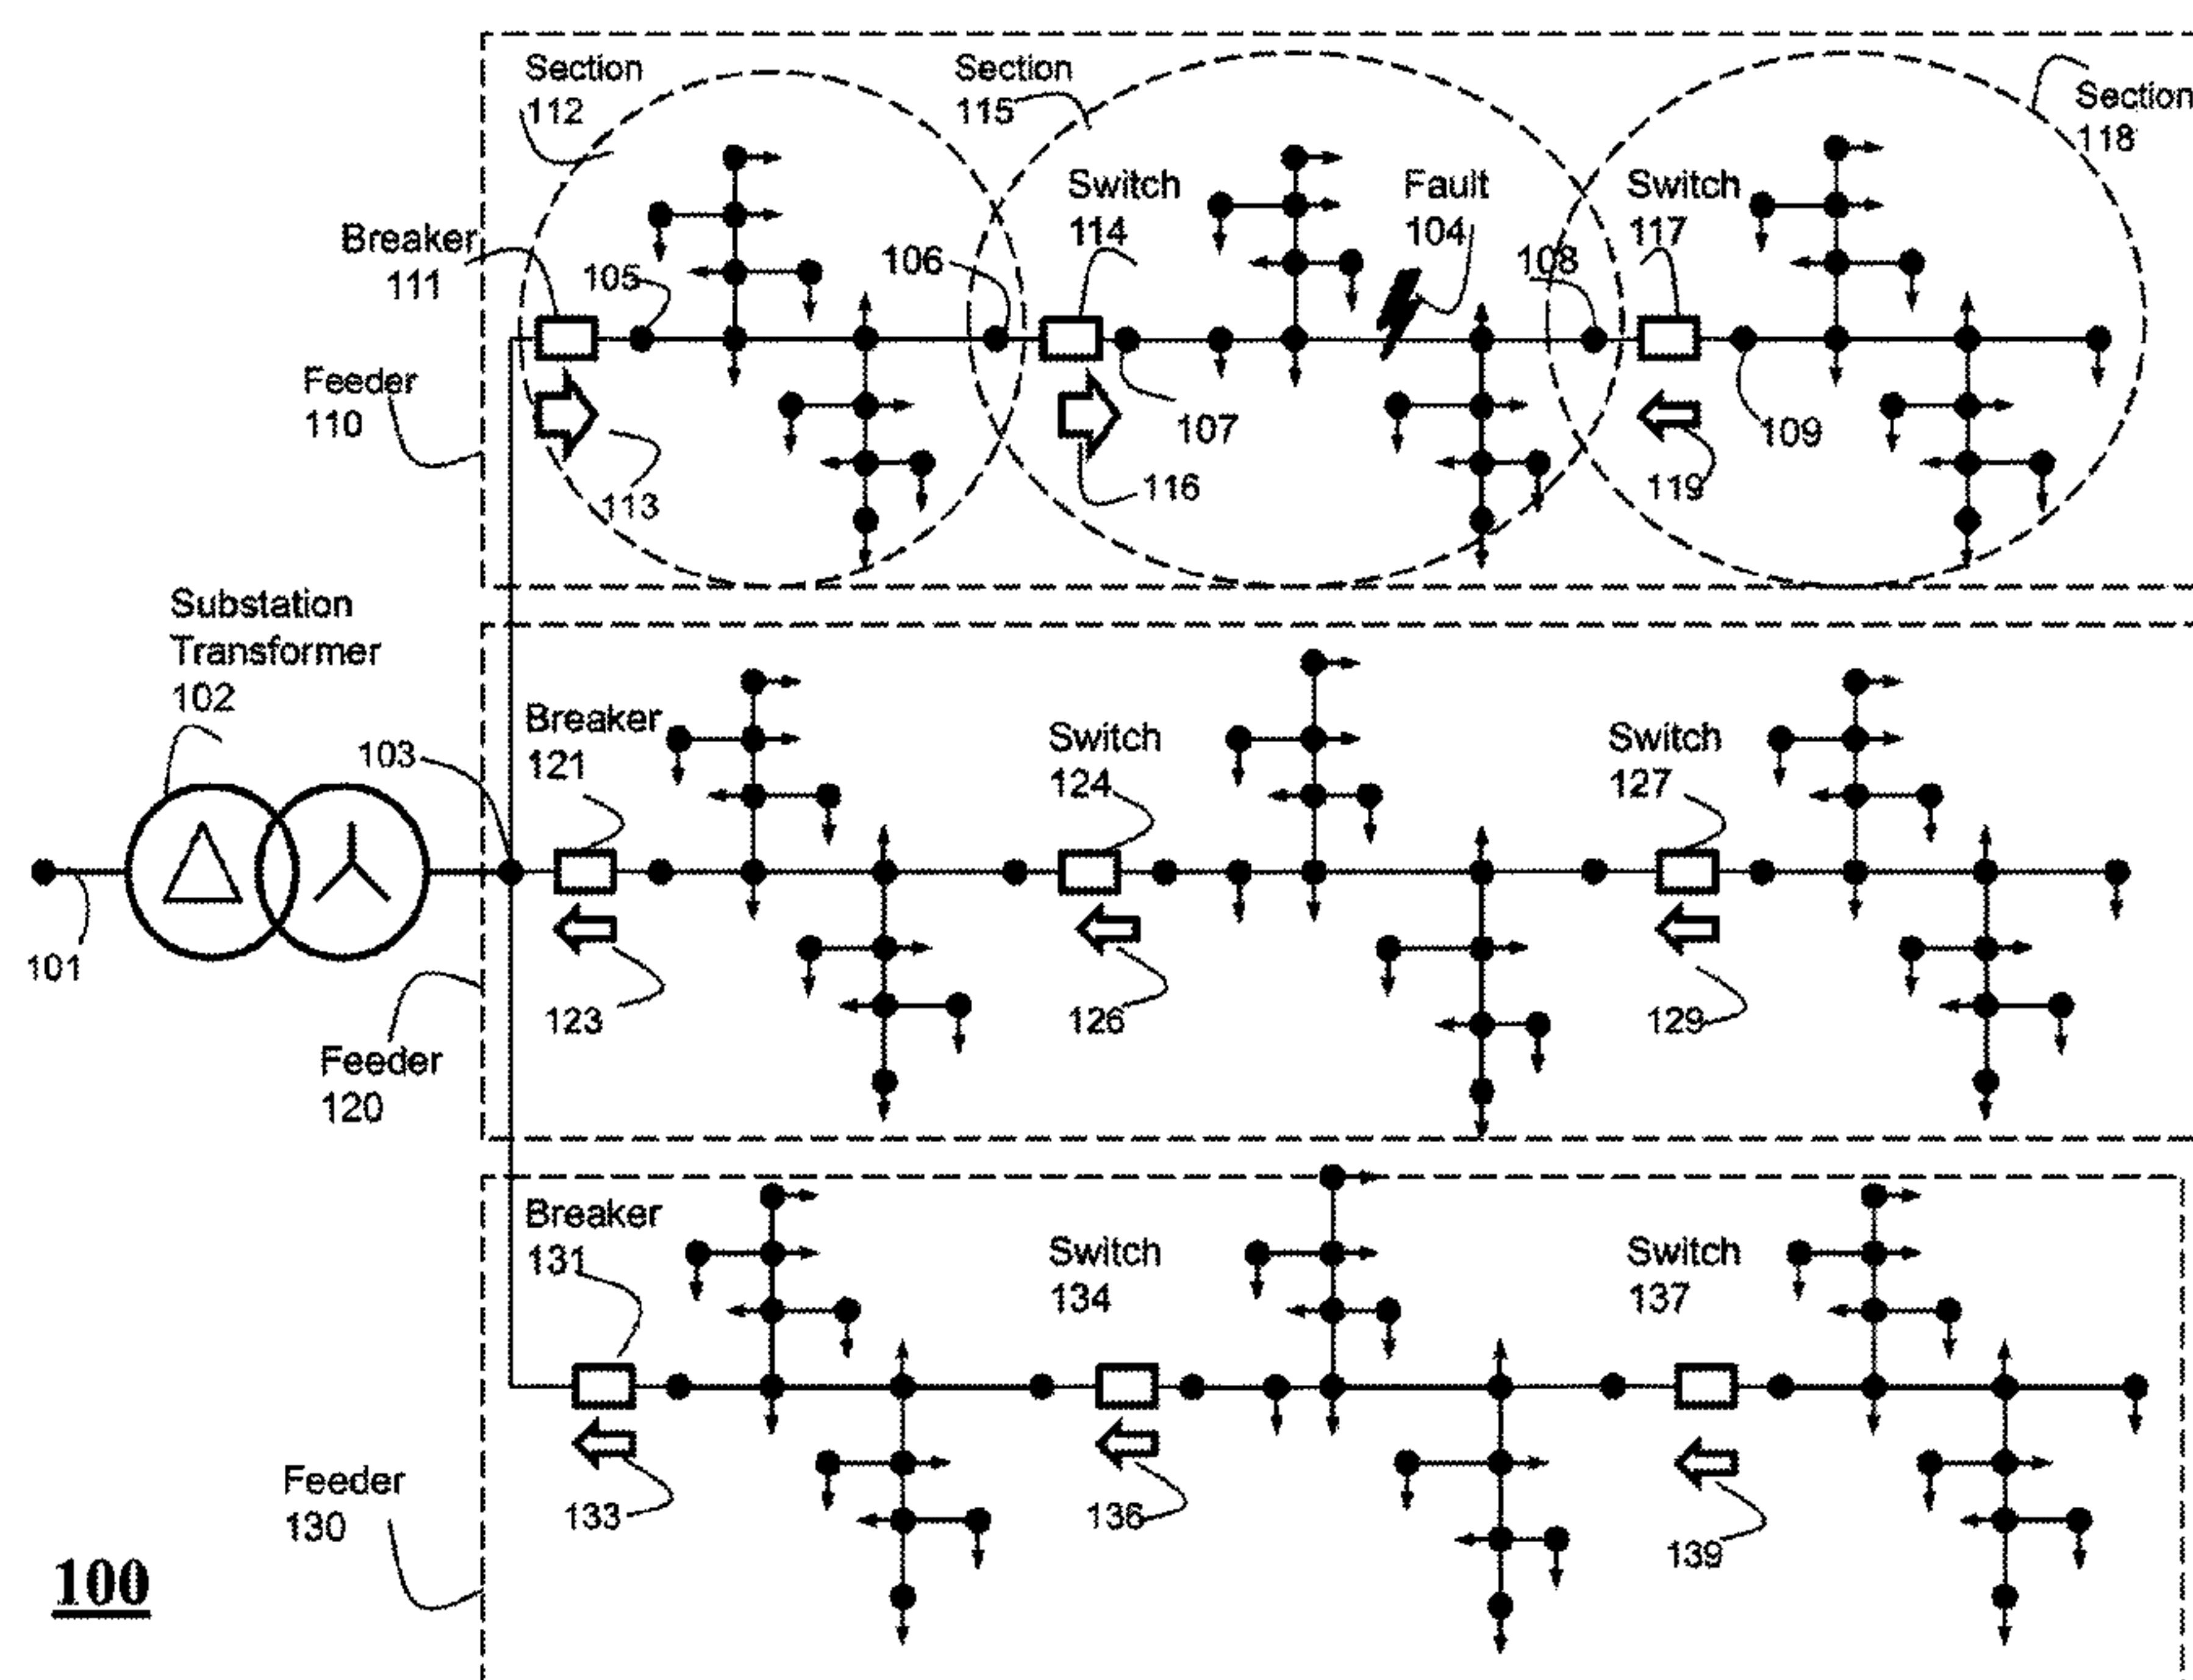 Section
112
Section
115
Section
118
Switch
114
Fault
104
Switch
117
Breaker
111
105
106
108
Feeder
110
107
109
113
116
119
Substation
Transformer
102
103
Breaker
121
Switch
124
Switch
127
101
123
126
129
Feeder
120
Breaker
131
Switch
134
Switch
137
Feeder
130
133
136
139
100